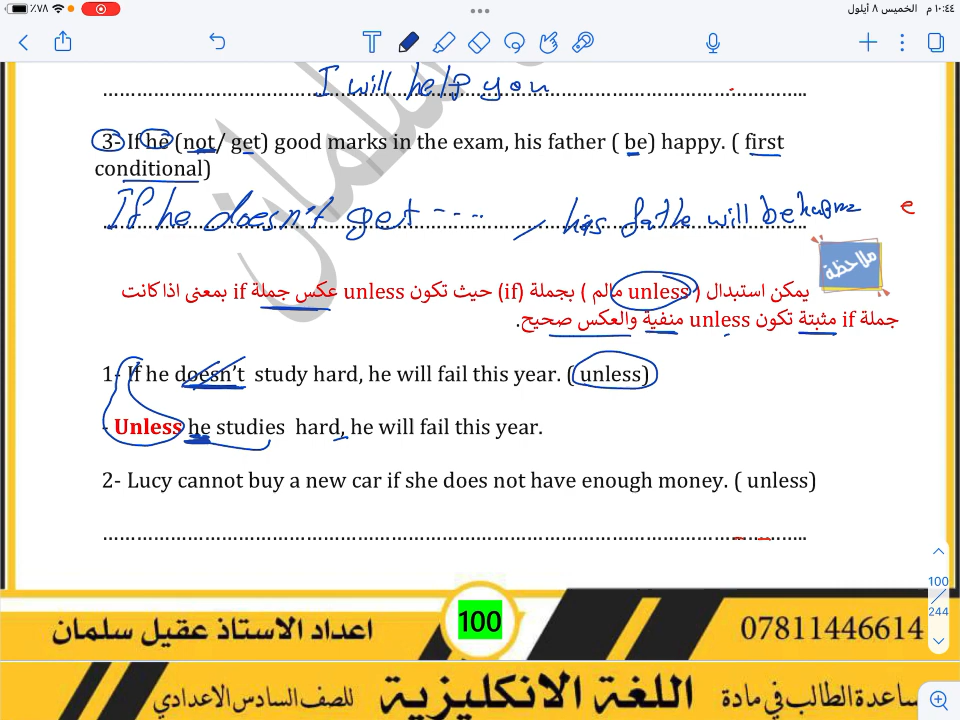 ١٠:٤٤ م الخميس ٨ أيلول
٪٧٨
I will help you
3- If he (not/ get) good marks in the exam, his father ( be) happy. ( first
conditional)
If he doesn't get ---.. / his fathe will be
e
ملاحظة
يمكن استبدال ( unless مالم ) بجملة (if) حيث تكون unless عكس جملة if بمعنى اذا كانت
جملة if مثبتة تكون unless منفية والعكس صحيح.
1- If he doesn't study hard, he will fail this year. ( unless)
- Unless he studies hard, he will fail this year.
2- Lucy cannot buy a new car if she does not have enough money. ( unless)
100
244
اعداد الاستاذ عقيل سلمان 100 07811446614
ساعدة الطالب في مادة اللغة الانكليزية للصف السادس الاعدادي